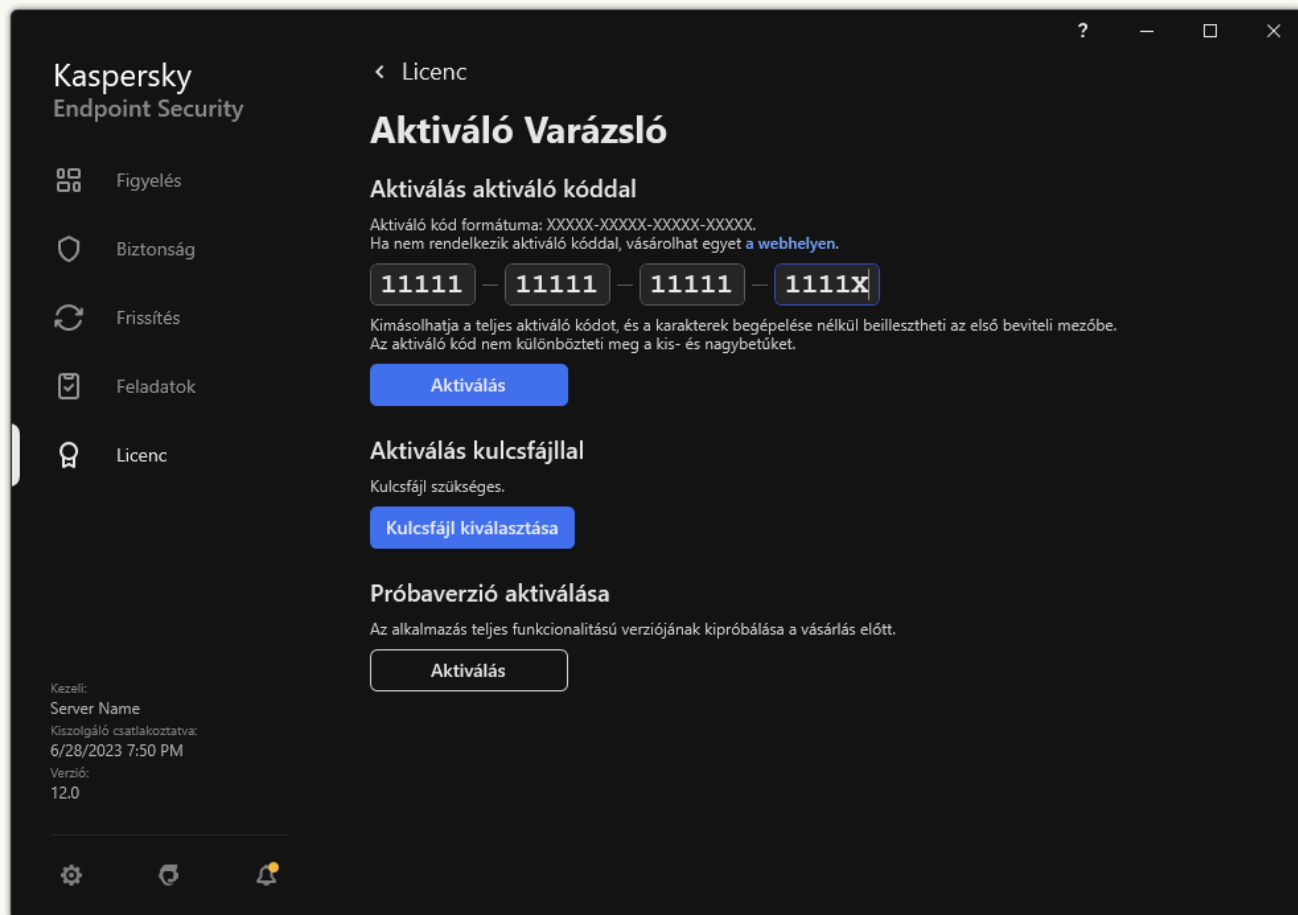 ?
Kaspersky
Endpoint Security
Figyelés
Biztonság
Frissítés
Feladatok
Licenc
Kezeli:
Server Name
Kiszolgáló csatlakoztatva:
6/28/2023 7:50 PM
Verzió:
12.0
Licenc
Aktiváló Varázsló
Aktiválás aktiváló kóddal
Aktiváló kód formátuma: XXXXX-XXXXX-XXXXX-XXXXX.
Ha nem rendelkezik aktiváló kóddal, vásárolhat egyet a webhelyen.
11111 — 11111 — 11111 — 1111X
Kimásolhatja a teljes aktiváló kódot, és a karakterek begépelése nélkül beillesztheti az első beviteli mezőbe.
Az aktiváló kód nem különbözteti meg a kis- és nagybetűket.
Aktiválás
Aktiválás kulcsfájllal
Kulcsfájl szükséges.
Kulcsfájl kiválasztása
Próbaverzió aktiválása
Az alkalmazás teljes funkcionalitású verziójának kipróbálása a vásárlás előtt.
Aktiválás